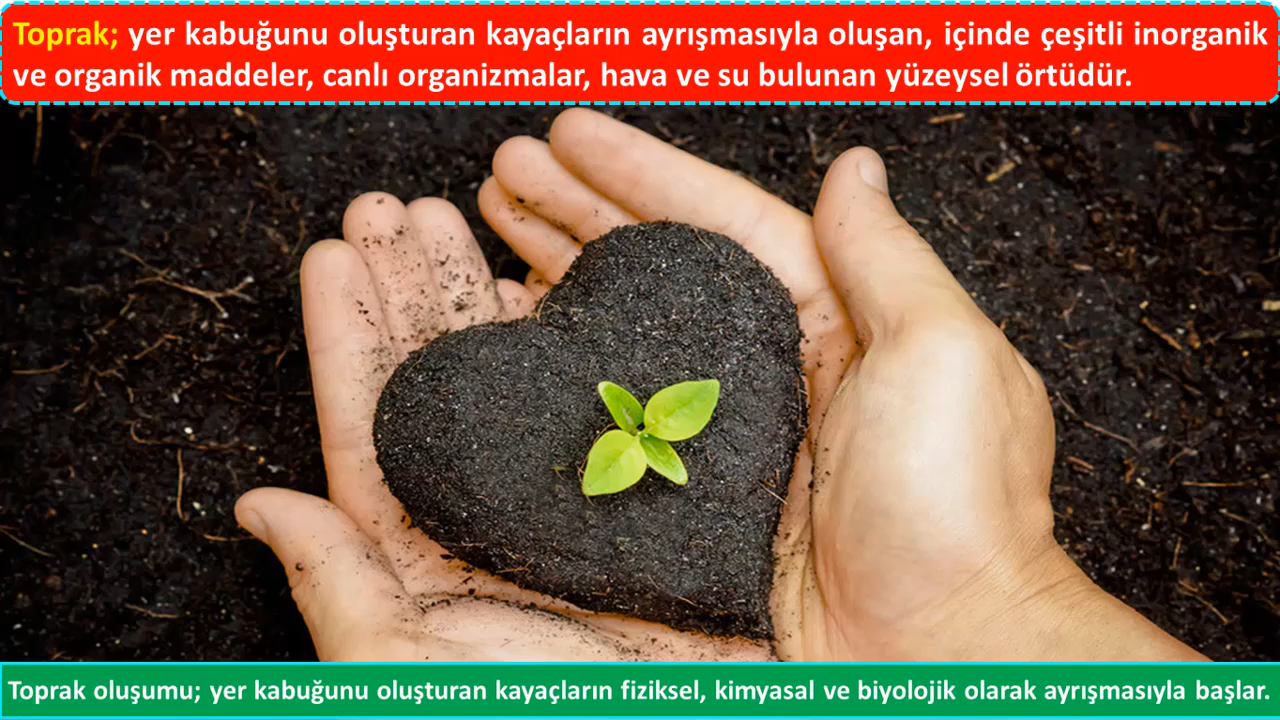 Toprak; yer kabuğunu oluşturan kayaçların ayrışmasıyla oluşan, içinde çeşitli inorganik
ve organik maddeler, canlı organizmalar, hava ve su bulunan yüzeysel örtüdür.
Toprak oluşumu; yer kabuğunu oluşturan kayaçların fiziksel, kimyasal ve biyolojik olarak ayrışmasıyla başlar.